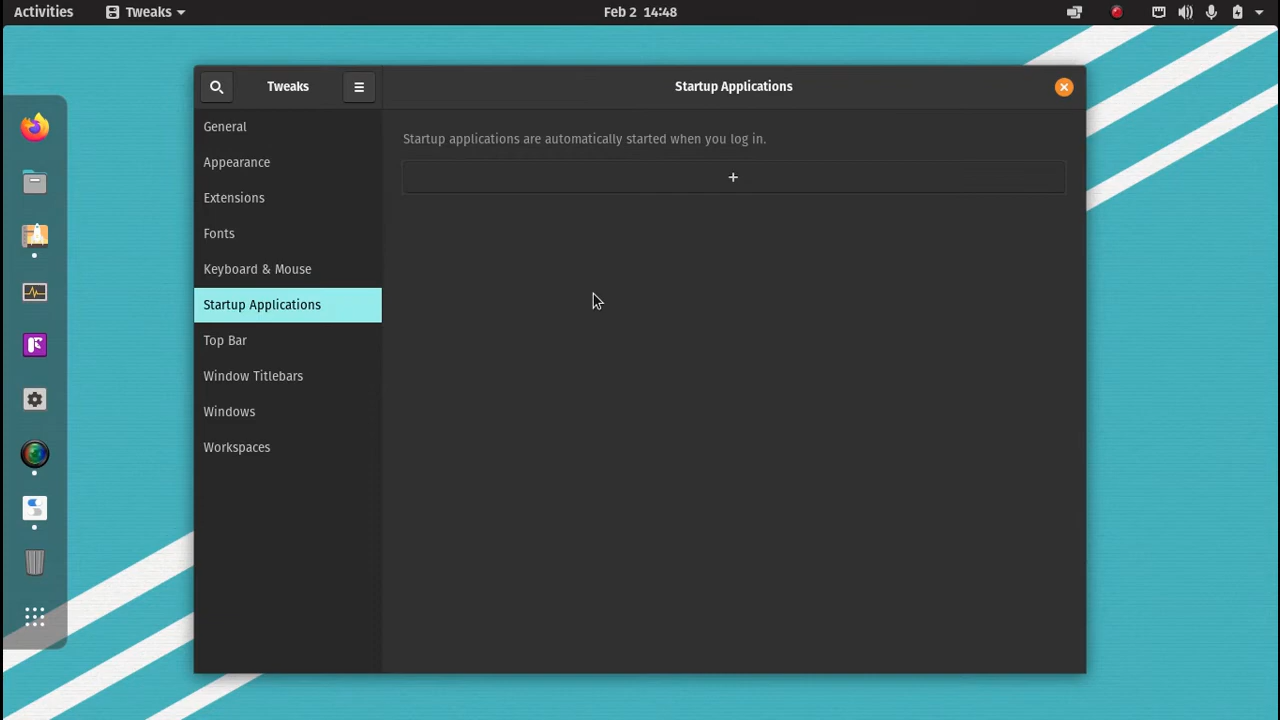 Activities
Tweaks
Feb 2 14:48
Tweaks
Startup Applications
General
Appearance
Extensions
Fonts
Keyboard & Mouse
Startup Applications
Top Bar
Window Titlebars
Windows
Workspaces
Startup applications are automatically started when you log in.
+